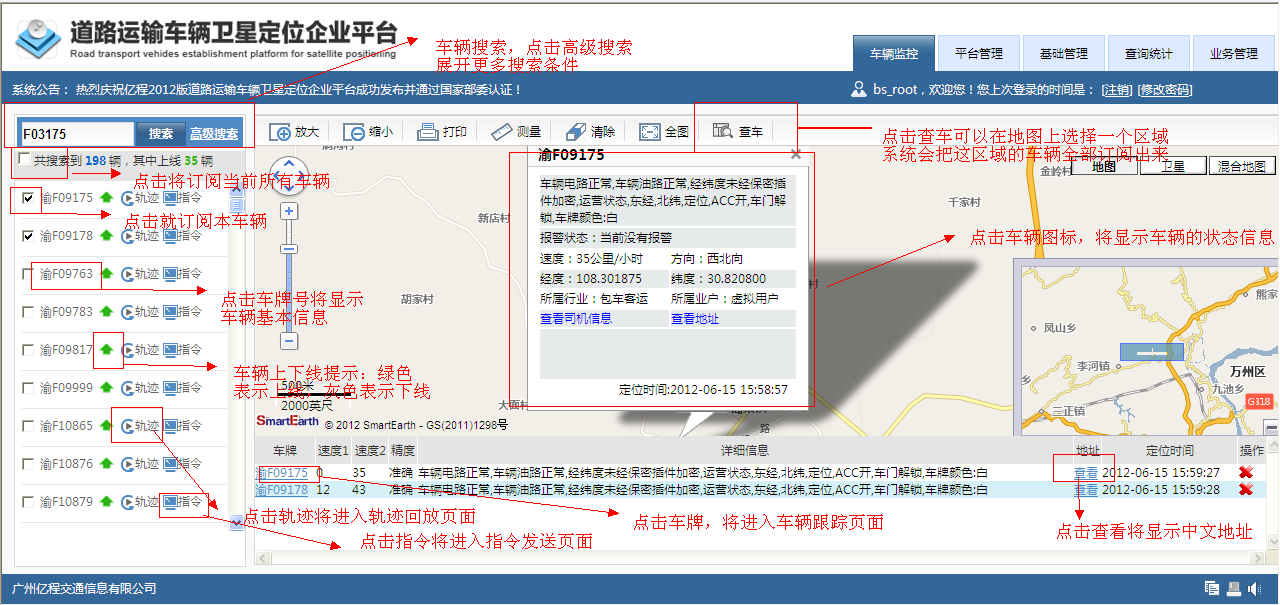 道路运输车辆卫星定位企业平台
Road transport vehides establishment platform for satellite positioning
车辆搜索，点击高级搜索
展开更多搜索条件
车辆监控
平台管理
基础管理
查询统计
业务管理
系统公告： 热烈庆祝亿程2012版道路运输车辆卫星定位企业平台成功发布并通过国家部委认证！
bs_root，欢迎您！您上次登录的时间是： [注销] [修改密码]
F03175
搜索
高级搜索
放大
缩小
打印
测量
清除
全图
查车
点击查车可以在地图上选择一个区域
系统会把这区域的车辆全部订阅出来
共搜索到 198 辆，其中上线 35 辆
点击将订阅当前所有车辆
渝F09175 轨迹 指令
点击就订阅本车辆
渝F09178 轨迹 指令
渝F09763 轨迹 指令
点击车牌号将显示
车辆基本信息
渝F09783 轨迹 指令
渝F09817 轨迹 指令
车辆上下线提示：绿色
表示上线，灰色表示下线
渝F09999 轨迹 指令
渝F10865 轨迹 指令
渝F10876 轨迹 指令
渝F10879 轨迹 指令
点击轨迹将进入轨迹回放页面
点击指令将进入指令发送页面
新店村
胡家村
大面村
500米
2000英尺
SmartEarth © 2012 SmartEarth - GS(2011)1298号
渝F09175
车辆电路正常,车辆油路正常,经纬度未经保密插
件加密,运营状态,东经,北纬,定位,ACC开,车门解
锁,车牌颜色:白
报警状态：当前没有报警
速度：35公里/小时 方向：西北向
经度：108.301875 纬度：30.820800
所属行业：包车客运 所属业户：虚拟用户
查看司机信息 查看地址
定位时间:2012-06-15 15:58:57
路
金岭村
地图
卫星
混合地图
千家村
点击车辆图标，将显示车辆的状态信息
村
熊家
凤山乡
李河镇
万州区
乡
九池乡
三正镇
G318
车牌 速度1 速度2 精度 详细信息 地址 定位时间 操作
渝F09175 0 35 准确 车辆电路正常,车辆油路正常,经纬度未经保密插件加密,运营状态,东经,北纬,定位,ACC开,车门解锁,车牌颜色:白 查看 2012-06-15 15:59:27
渝F09178 12 43 准确 车辆电路正常,车辆油路正常,经纬度未经保密插件加密,运营状态,东经,北纬,定位,ACC开,车门解锁,车牌颜色:白 查看 2012-06-15 15:59:28
点击车牌，将进入车辆跟踪页面
点击查看将显示中文地址
广州亿程交通信息有限公司